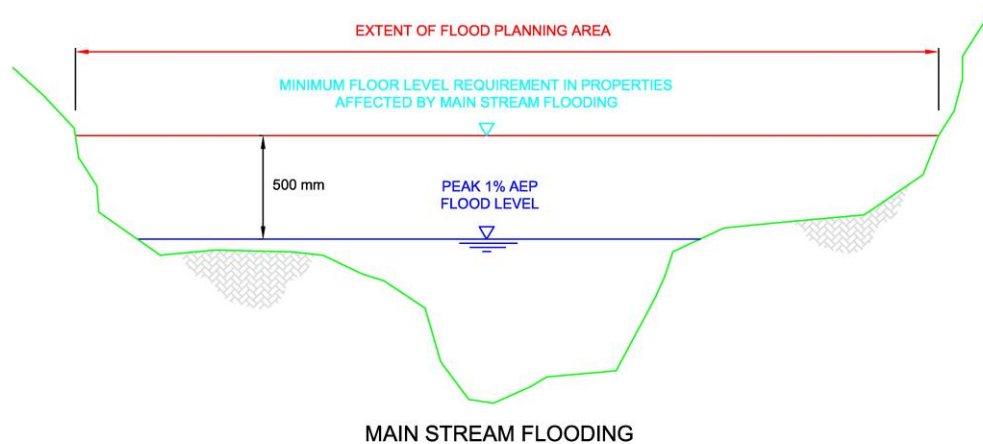 EXTENT OF FLOOD PLANNING AREA
MINIMUM FLOOR LEVEL REQUIREMENT IN PROPERTIES
AFFECTED BY MAIN STREAM FLOODING
500 mm
PEAK 1% AEP
FLOOD LEVEL
MAIN STREAM FLOODING